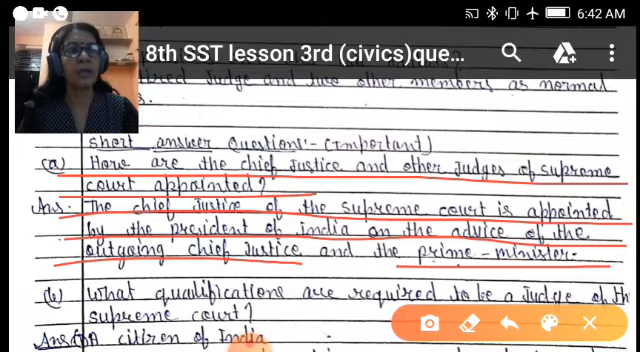 6:42 AM
8th SST lesson 3rd (civics)que...
Judge and two other members as normal
short answer Questions:- (Important)
(a) How are the chief Justice and other Judges of supreme
court appointed?
Ans:- The chief Justice of the supreme court is appointed
by the president of india on the advice of the
outgoing chief Justice and the prime-minister.
(b) What qualifications are required to be a Judge of th
supreme court?
Ans(b) A citizen of India